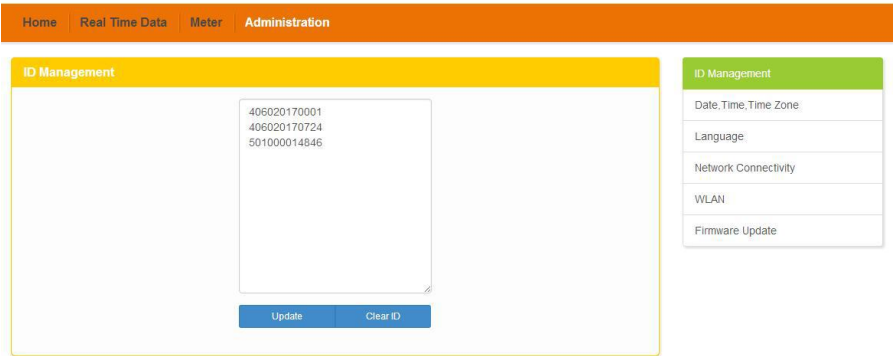 Home Real Time Data Meter Administration
ID Management
406020170001
406020170724
501000014846
Update Clear ID
ID Management
Date,Time,Time Zone
Language
Network Connectivity
WLAN
Firmware Update